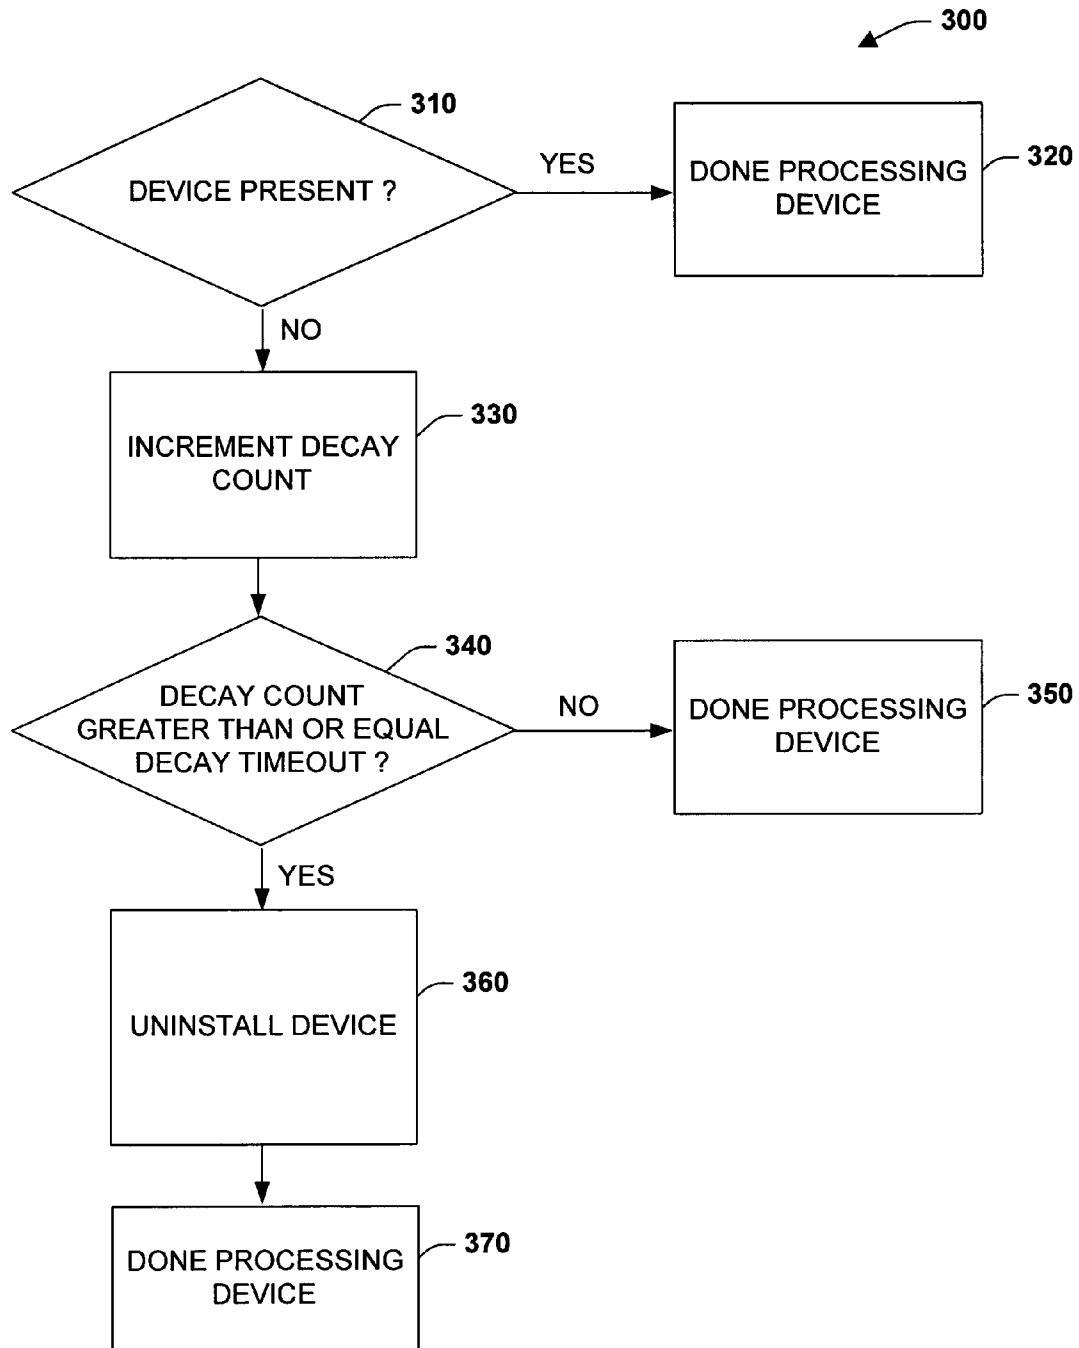 300
310
DEVICE PRESENT ?
YES
DONE PROCESSING
DEVICE
320
NO
INCREMENT DECAY
COUNT
330
340
DECAY COUNT
GREATER THAN OR EQUAL
DECAY TIMEOUT ?
NO
DONE PROCESSING
DEVICE
350
YES
UNINSTALL DEVICE
360
DONE PROCESSING
DEVICE
370